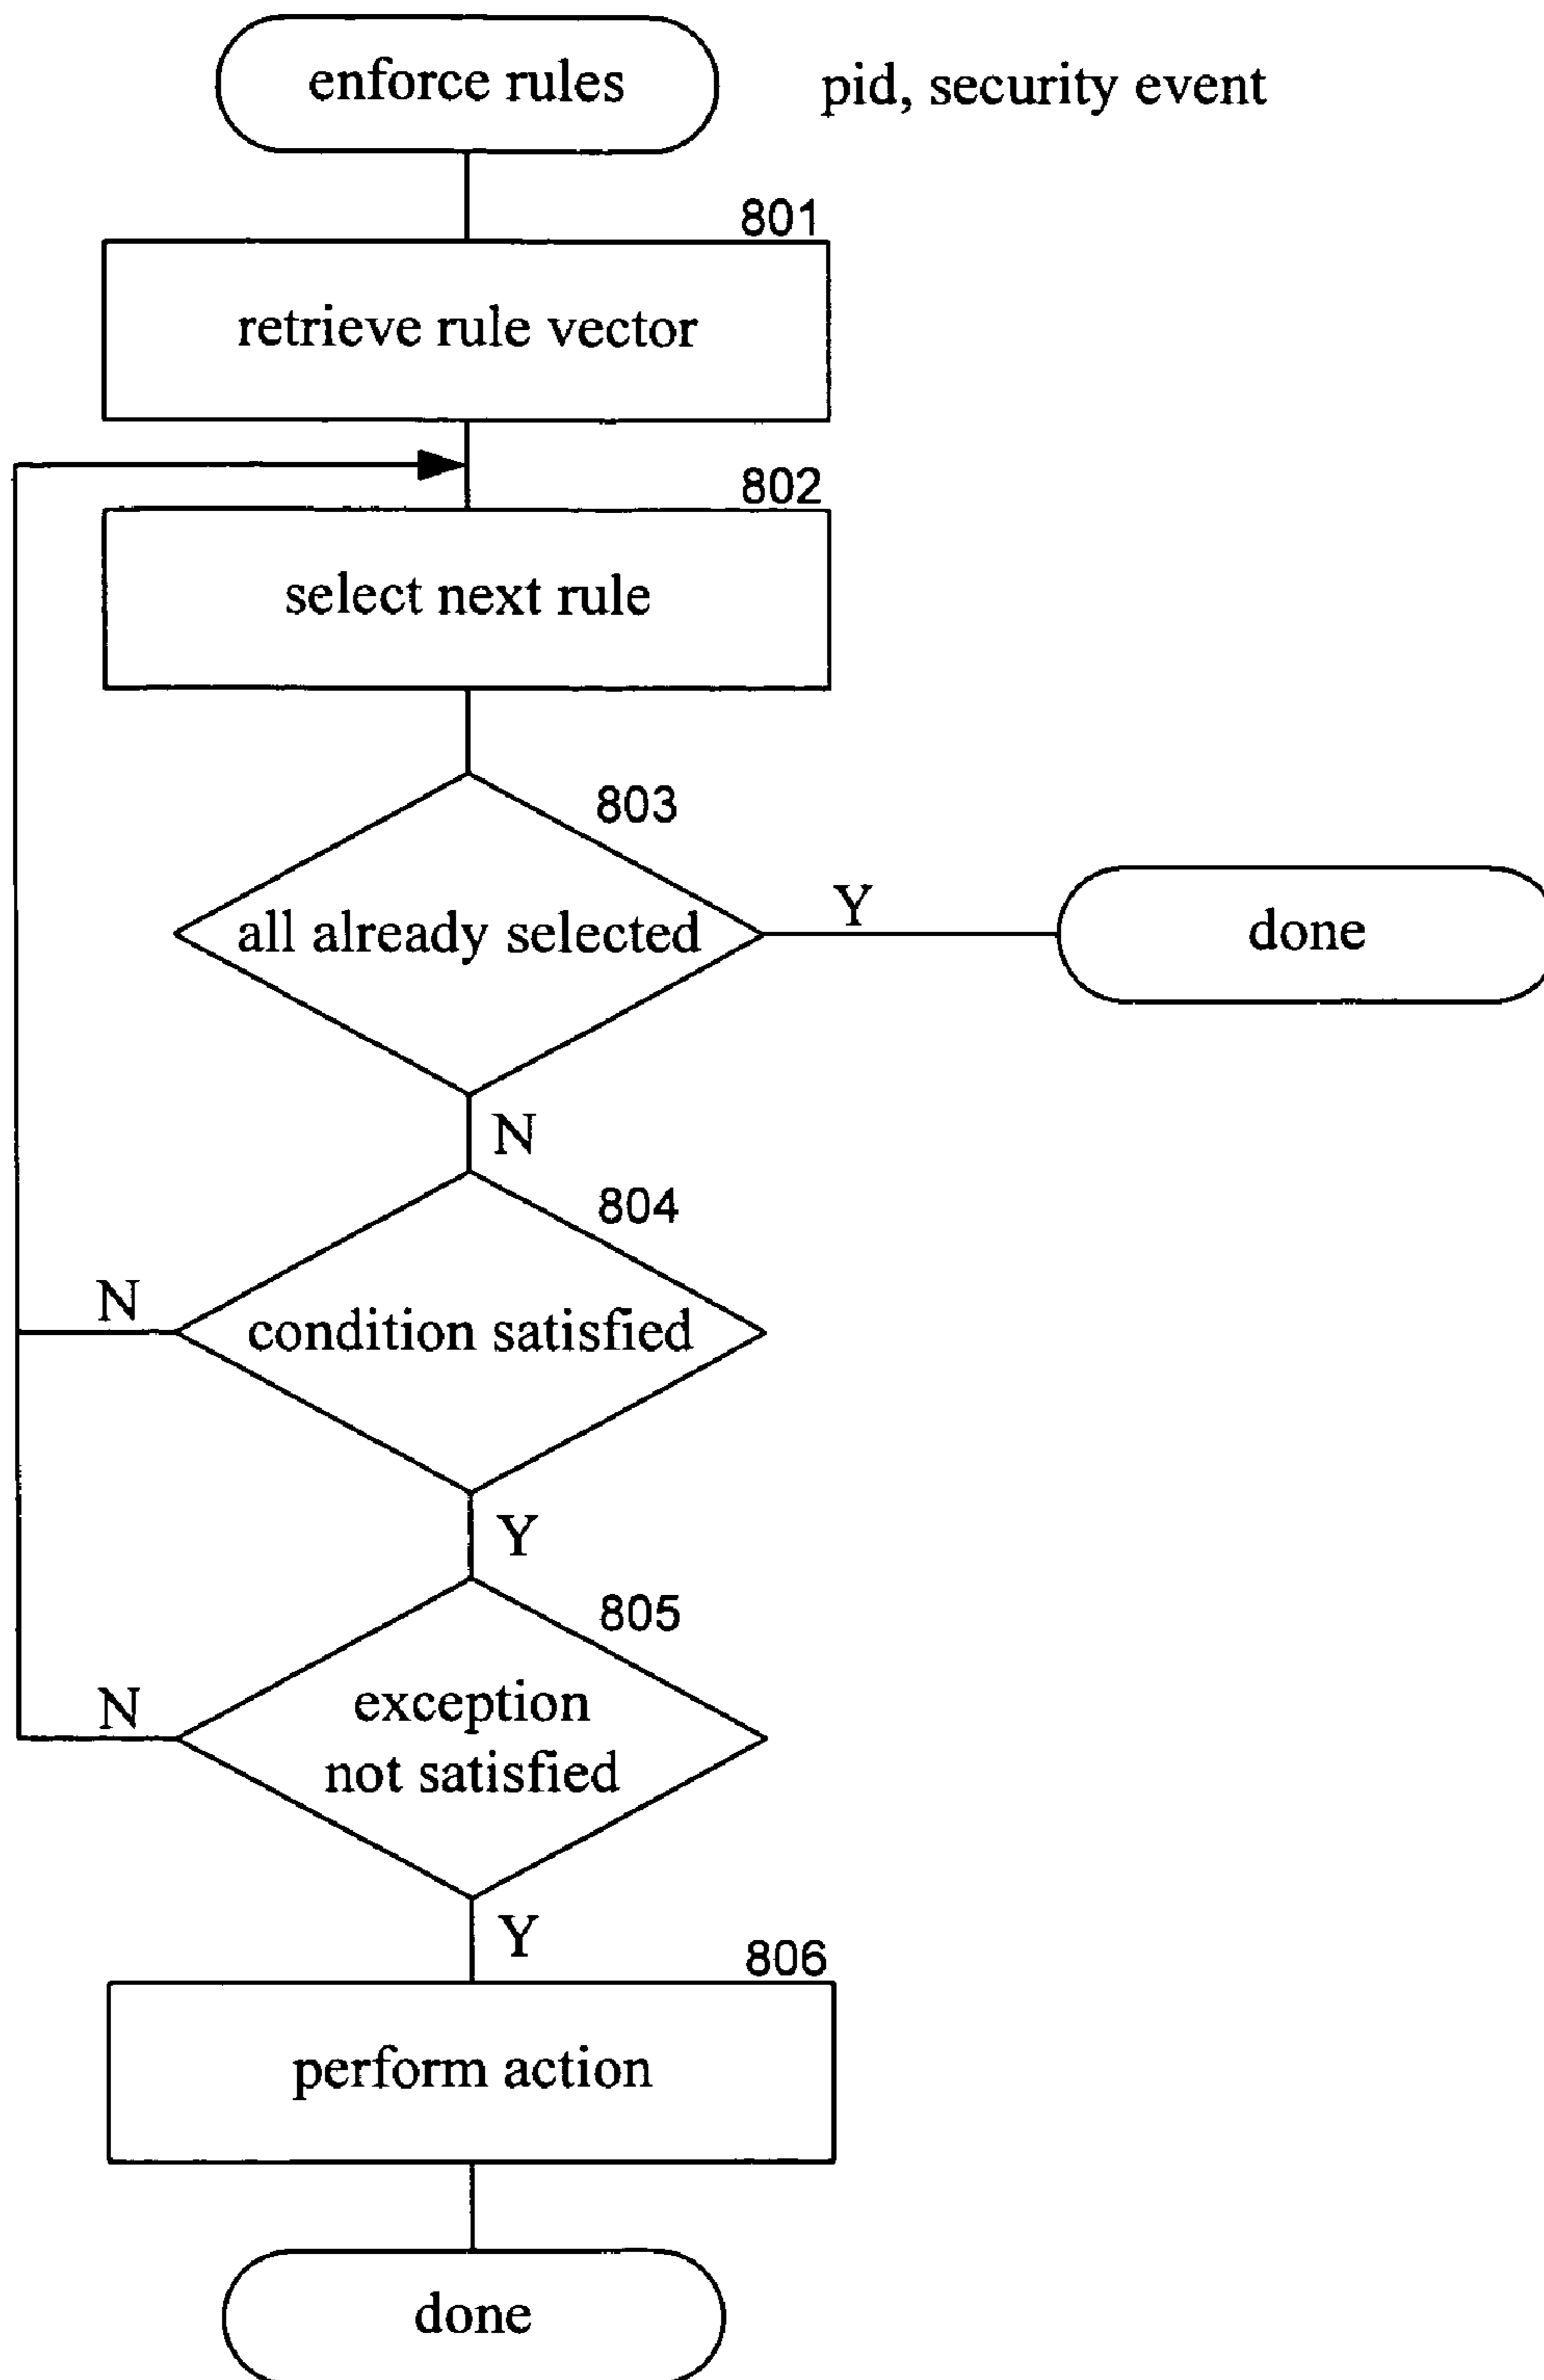 enforce rules
pid, security event
801
retrieve rule vector
802
select next rule
803
all already selected
Y
done
N
804
N
condition satisfied
Y
805
N
exception
not satisfied
Y
806
perform action
done